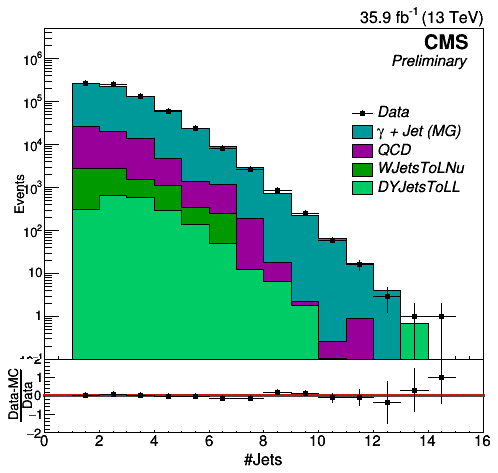 35.9 fb⁻¹ (13 TeV)
CMS
Preliminary
Data
γ + Jet (MG)
QCD
WJetsToLNu
DYJetsToLL
Events
10⁶
10⁵
10⁴
10³
10²
10
1
Data-MC
Data
2
1
0
−1
−2
0 2 4 6 8 10 12 14 16
#Jets